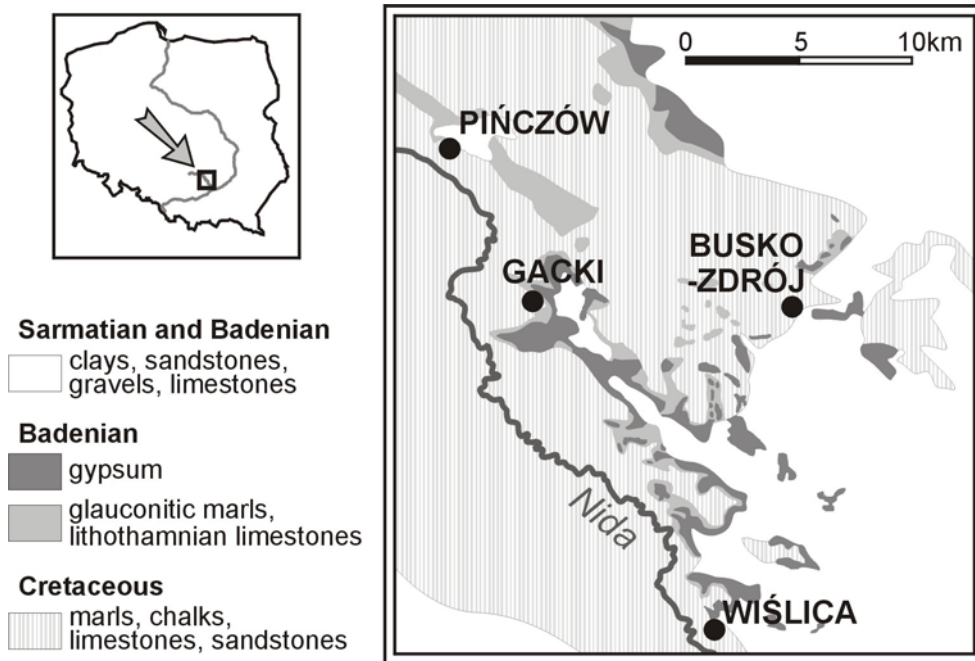 0 5 10km
PIŃCZÓW
BUSKO
-ZDRÓJ
GACKI
Nida
WIŚLICA
Sarmatian and Badenian
clays, sandstones,
gravels, limestones
Badenian
gypsum
glauconitic marls,
lithothamnian limestones
Cretaceous
marls, chalks,
limestones, sandstones